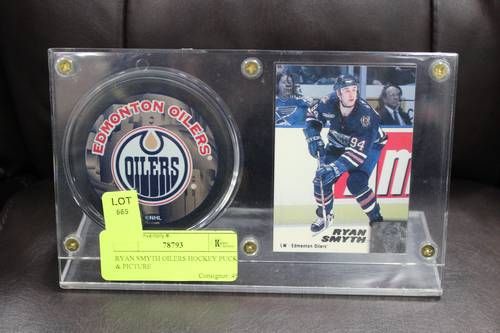 EDMONTON OILERS
OILERS
NHL
LOT
665
78793
RYAN SMYTH OILERS HOCKEY PUCK
& PICTURE
Consignor:
94
RYAN
SMYTH
LW Edmonton Oilers